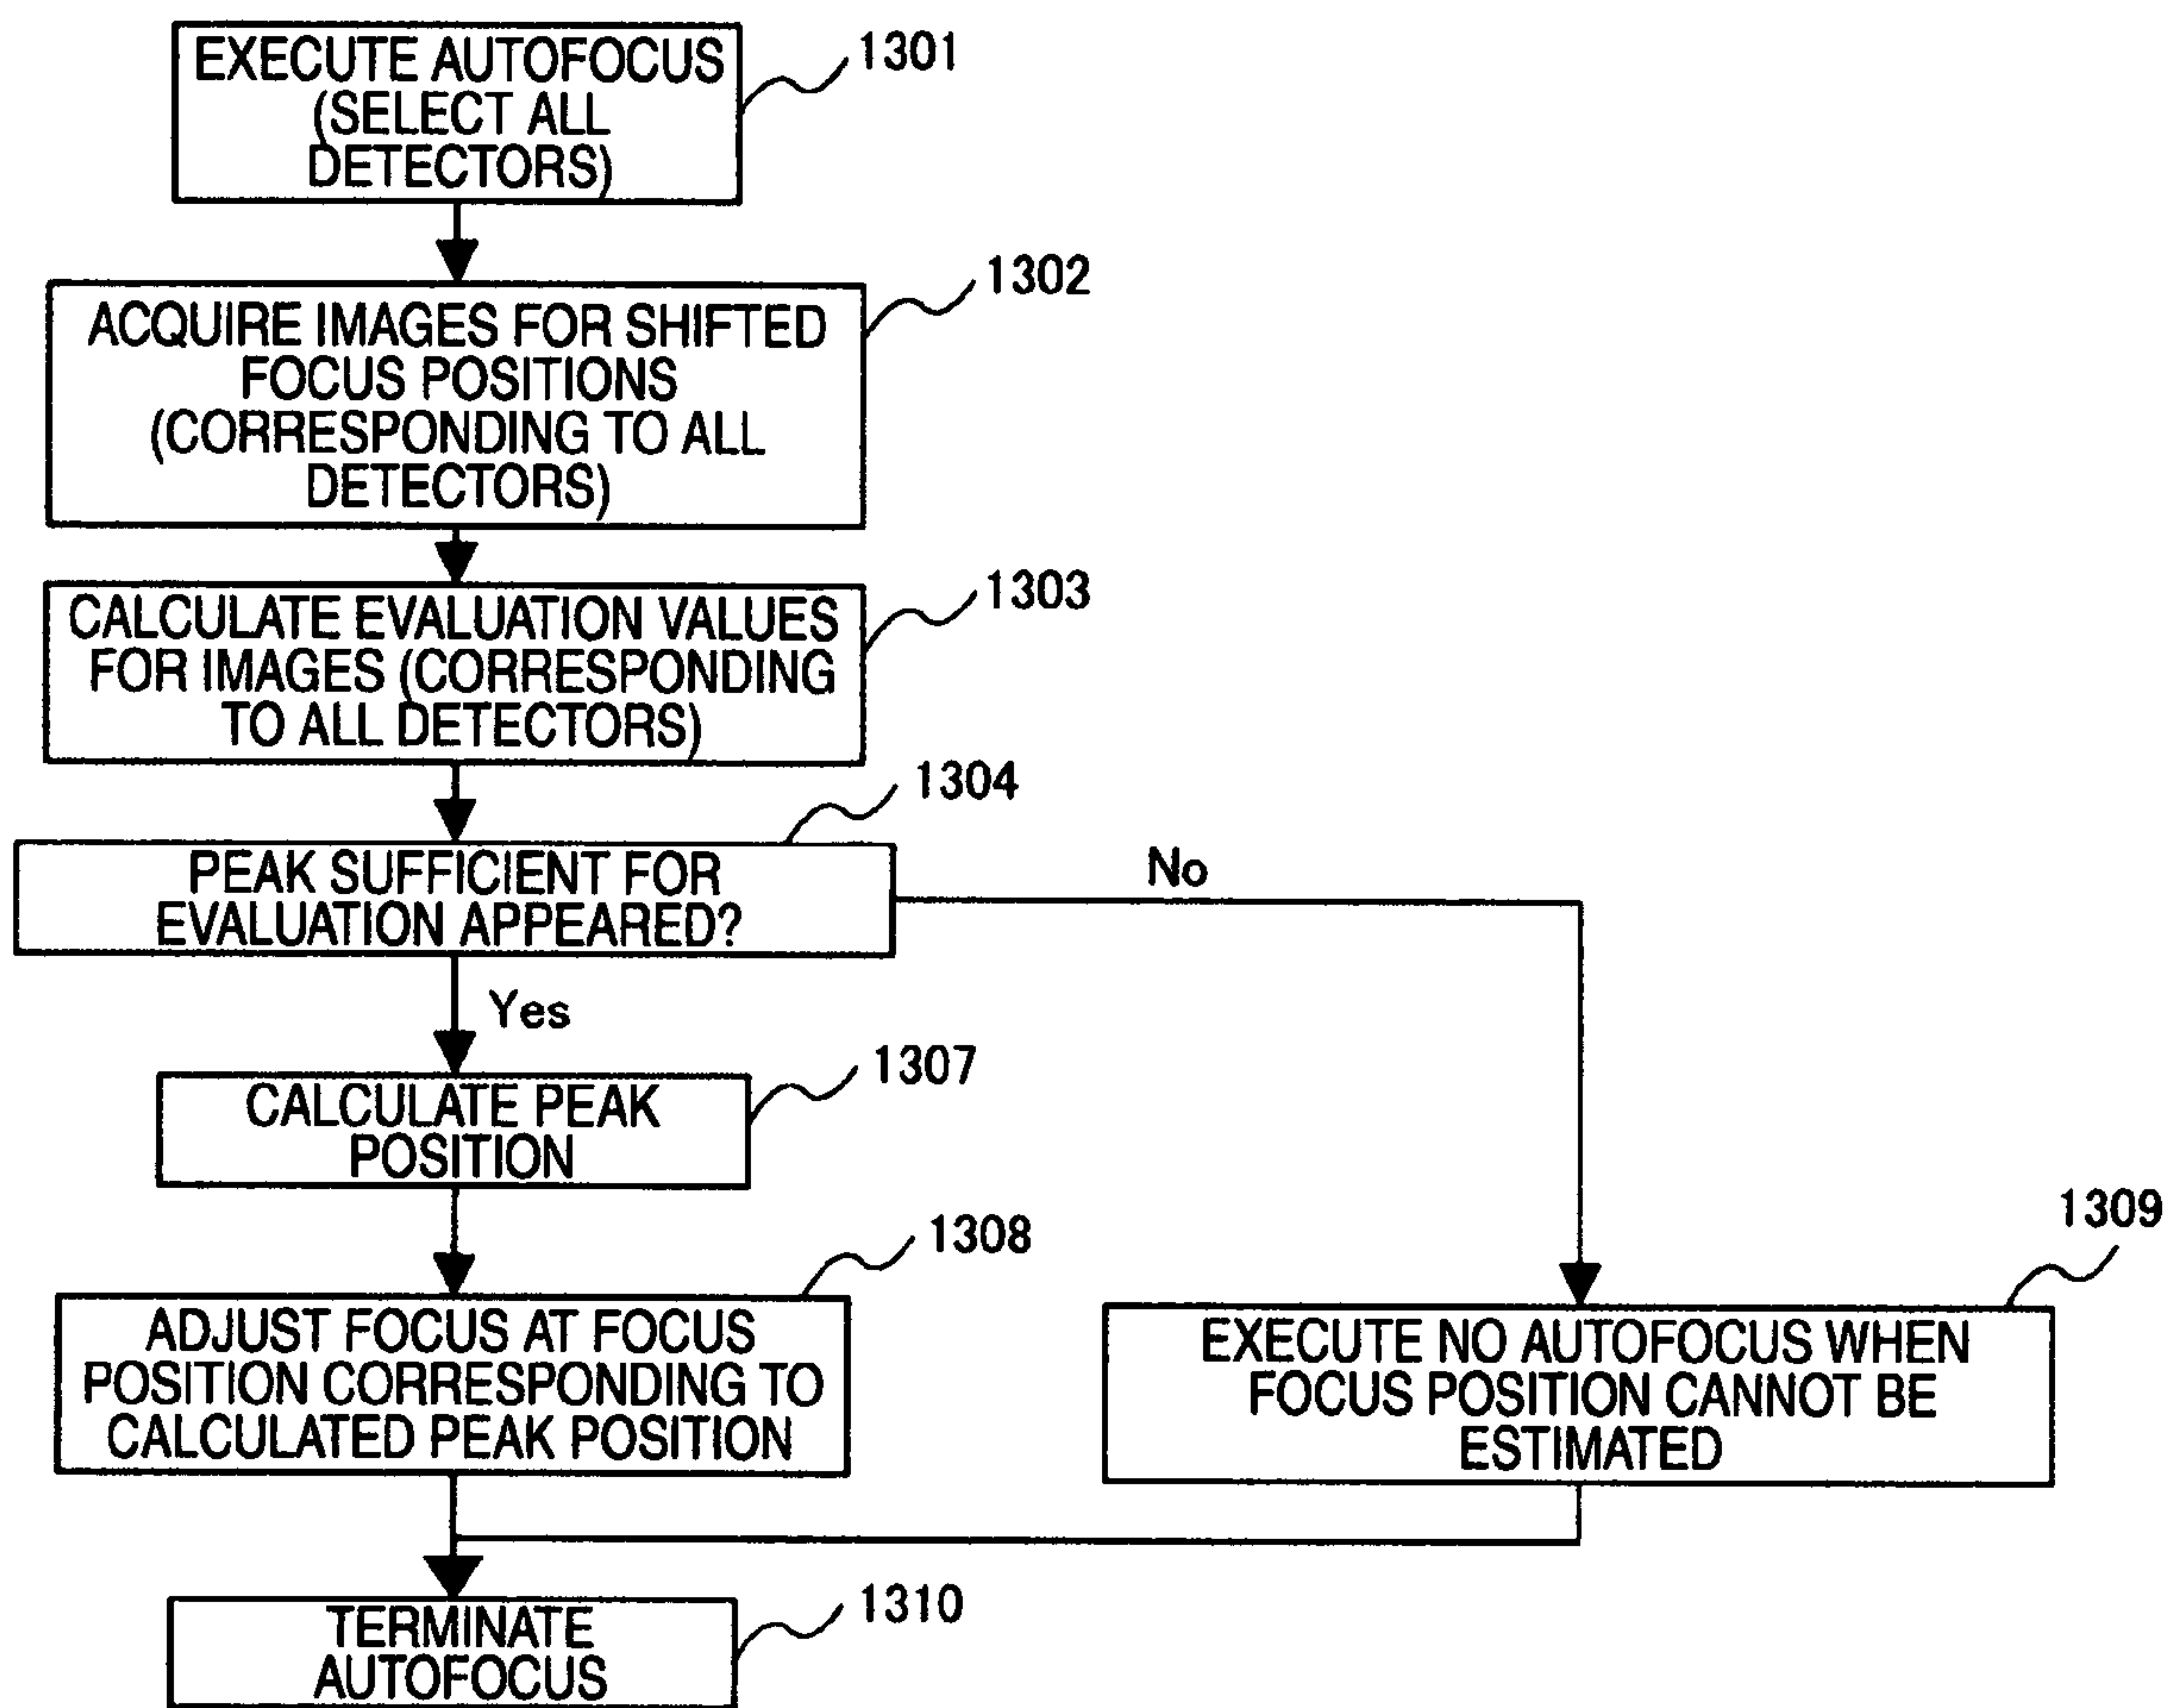 EXECUTE AUTOFOCUS
(SELECT ALL
DETECTORS)
1301
ACQUIRE IMAGES FOR SHIFTED
FOCUS POSITIONS
(CORRESPONDING TO ALL
DETECTORS)
1302
CALCULATE EVALUATION VALUES
FOR IMAGES (CORRESPONDING
TO ALL DETECTORS)
1303
1304
PEAK SUFFICIENT FOR
EVALUATION APPEARED?
No
Yes
1307
CALCULATE PEAK
POSITION
1308
ADJUST FOCUS AT FOCUS
POSITION CORRESPONDING TO
CALCULATED PEAK POSITION
1309
EXECUTE NO AUTOFOCUS WHEN
FOCUS POSITION CANNOT BE
ESTIMATED
1310
TERMINATE
AUTOFOCUS